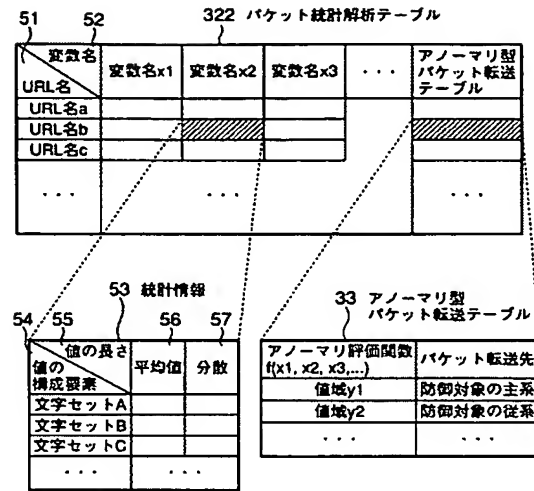 51 52 322 パケット統計解析テーブル
変数名
URL名
変数名x1 変数名x2 変数名x3 ・・・ アノーマリ型
パケット転送
テーブル
URL名a
URL名b
URL名c
・・・ ・・・ ・・・
53 統計情報
54 55 56 57
値の長さ
値の
構成要素
平均値 分散
文字セットA
文字セットB
文字セットC
・・・ ・・・
33 アノーマリ型
パケット転送テーブル
アノーマリ評価関数
f(x1, x2, x3,...)
パケット転送先
値域y1 防御対象の主系
値域y2 防御対象の従系
・・・ ・・・